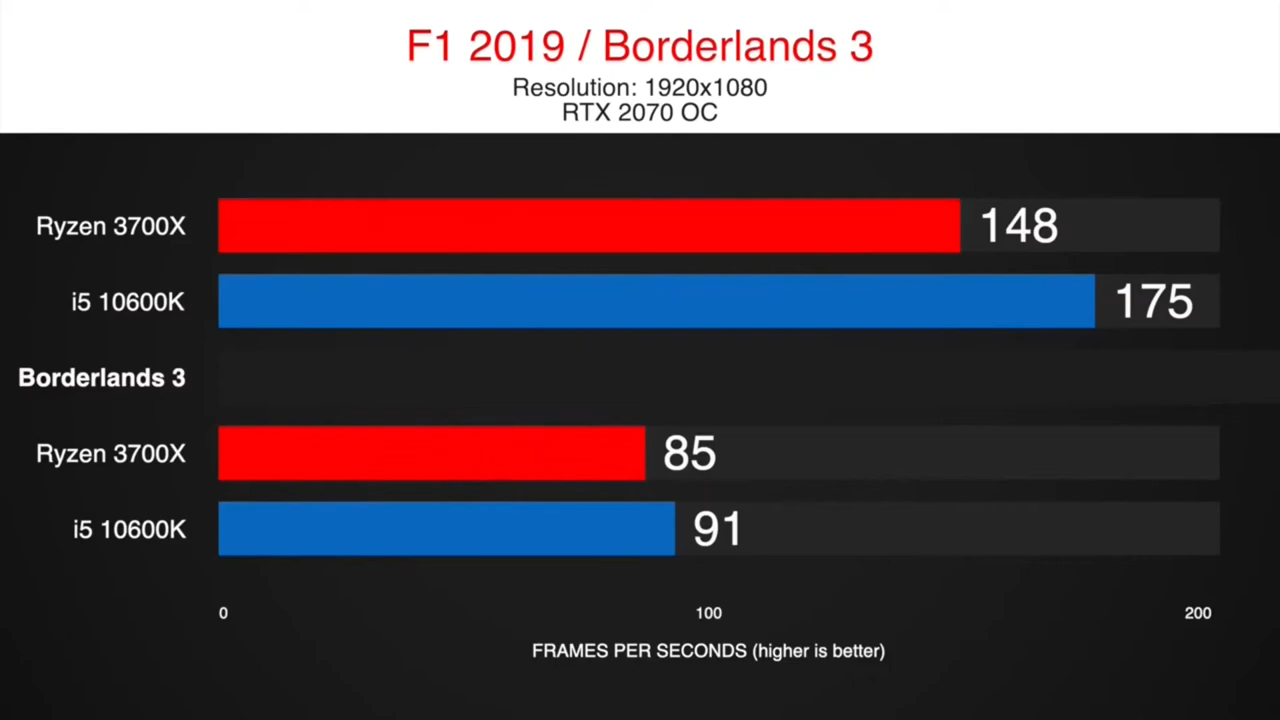 F1 2019 / Borderlands 3
Resolution: 1920x1080
RTX 2070 OC
Ryzen 3700X 148
i5 10600K 175
Borderlands 3
Ryzen 3700X 85
i5 10600K 91
0 100 200
FRAMES PER SECONDS (higher is better)